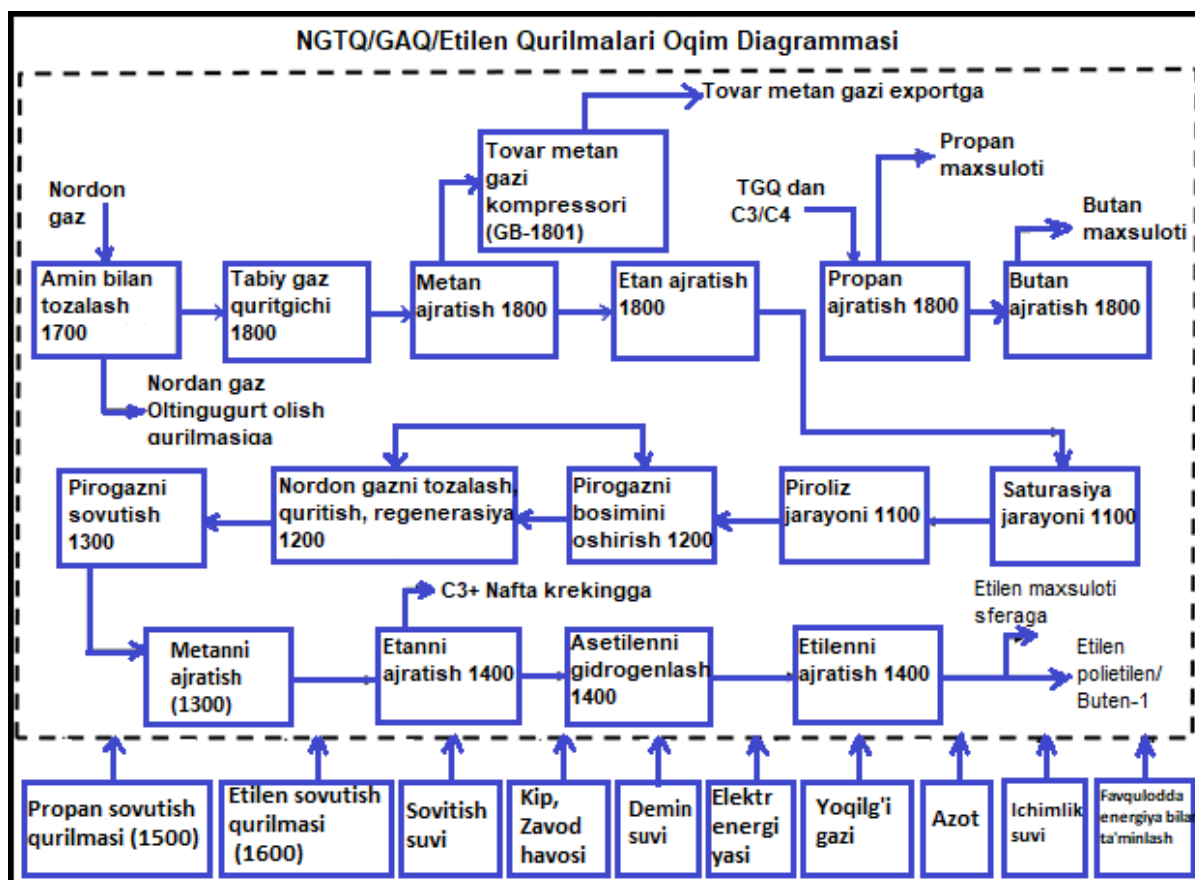 NGTQ/GAQ/Etilen Qurilmalari Oqim Diagrammasi
Tovar metan gazi exportga
Tovar metan
gazi
kompressori
(GB-1801)
Propan
maxsuloti
Nordon
gaz
TGQ dan
C3/C4
Butan
maxsuloti
Amin bilan
tozalash
1700
Tabiy gaz
quritgichi
1800
Metan
ajratish 1800
Etan ajratish
1800
Propan
ajratish 1800
Butan
ajratish 1800
Nordan gaz
Oltingugurt olish
qurilmasiga
Pirogazni
sovutish
1300
Nordon gazni tozalash,
quritish, regenerasiya
1200
Pirogazni
bosimini
oshirish 1200
Piroliz
jarayoni 1100
Saturasiya
jarayoni 1100
C3+ Nafta krekingga
Etilen maxsuloti
sferaga
Metanni
ajratish
(1300)
Etanni
ajratish 1400
Asetilenni
gidrogenlash
1400
Etilenni
ajratish 1400
Etilen
polietilen/
Buten-1
Propan sovutish
qurilmasi (1500)
Etilen sovutish
qurilmasi
(1600)
Sovitish
suvi
Kip,
Zavod
havosi
Demin
suvi
Elektr
energi
yasi
Yoqilg'i
gazi
Azot
Ichimlik
suvi
Favqulodda
energiya bilan
ta'minlash